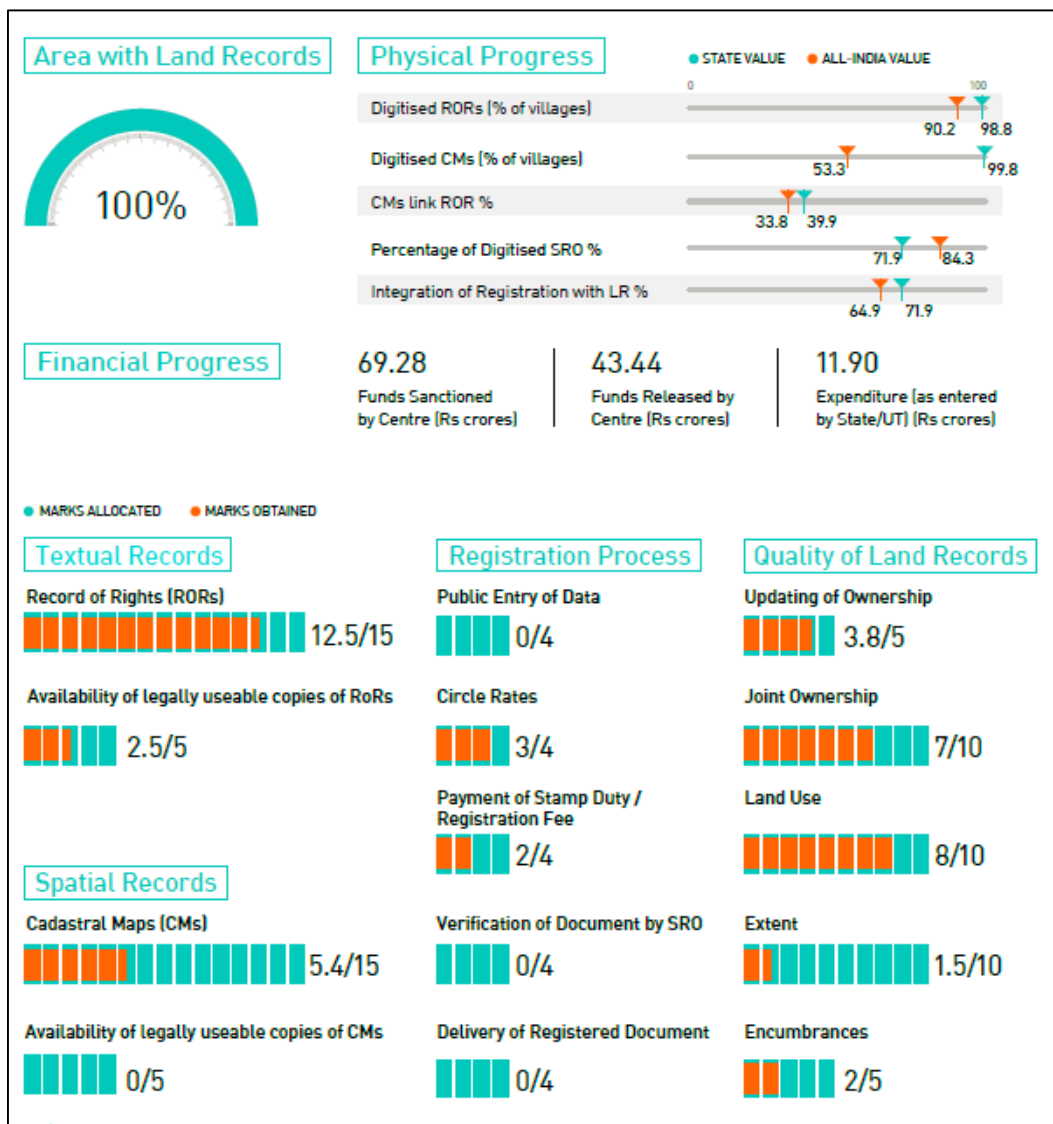 Area with Land Records
100%
Physical Progress
STATE VALUE ALL-INDIA VALUE
0 100
Digitised RORs (% of villages)
90.2 98.8
Digitised CMs (% of villages)
53.3 99.8
CMs link ROR %
33.8 39.9
Percentage of Digitised SRO %
71.9 84.3
Integration of Registration with LR %
64.9 71.9
Financial Progress
69.28
Funds Sanctioned
by Centre (Rs crores)
43.44
Funds Released by
Centre (Rs crores)
11.90
Expenditure (as entered
by State/UT) (Rs crores)
MARKS ALLOCATED MARKS OBTAINED
Textual Records
Record of Rights (RORs)
12.5/15
Availability of legally useable copies of RoRs
2.5/5
Spatial Records
Cadastral Maps (CMs)
5.4/15
Availability of legally useable copies of CMs
0/5
Registration Process
Public Entry of Data
0/4
Circle Rates
3/4
Payment of Stamp Duty /
Registration Fee
2/4
Verification of Document by SRO
0/4
Delivery of Registered Document
0/4
Quality of Land Records
Updating of Ownership
3.8/5
Joint Ownership
7/10
Land Use
8/10
Extent
1.5/10
Encumbrances
2/5